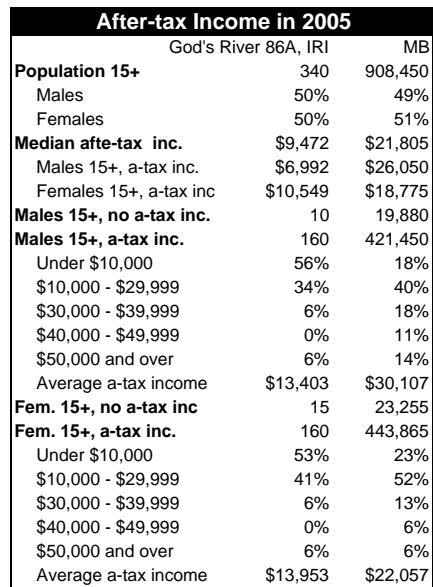 After-tax Income in 2005
God's River 86A, IRI MB
Population 15+ 340 908,450
Males 50% 49%
Females 50% 51%
Median afte-tax inc. $9,472 $21,805
Males 15+, a-tax inc. $6,992 $26,050
Females 15+, a-tax inc $10,549 $18,775
Males 15+, no a-tax inc. 10 19,880
Males 15+, a-tax inc. 160 421,450
Under $10,000 56% 18%
$10,000 - $29,999 34% 40%
$30,000 - $39,999 6% 18%
$40,000 - $49,999 0% 11%
$50,000 and over 6% 14%
Average a-tax income $13,403 $30,107
Fem. 15+, no a-tax inc 15 23,255
Fem. 15+, a-tax inc. 160 443,865
Under $10,000 53% 23%
$10,000 - $29,999 41% 52%
$30,000 - $39,999 6% 13%
$40,000 - $49,999 0% 6%
$50,000 and over 6% 6%
Average a-tax income $13,953 $22,057